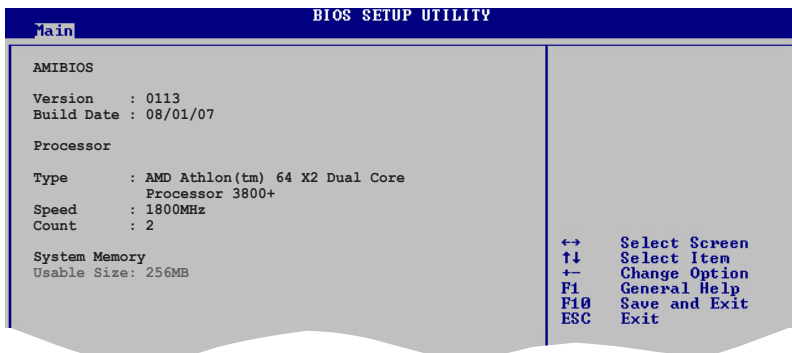 BIOS SETUP UTILITY
Main
AMIBIOS
Version : 0113
Build Date : 08/01/07
Processor
Type : AMD Athlon(tm) 64 X2 Dual Core
Processor 3800+
Speed : 1800MHz
Count : 2
System Memory
Usable Size: 256MB
←→ Select Screen
↑↓ Select Item
+- Change Option
F1 General Help
F10 Save and Exit
ESC Exit